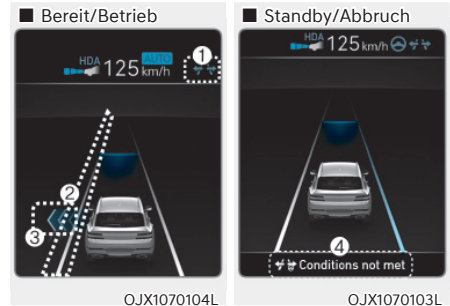 ■ Bereit/Betrieb
HDA 125 km/h AUTO
1
2
3
OJX1070104L
■ Standby/Abbruch
HDA 125 km/h
4
Conditions not met
OJX1070103L